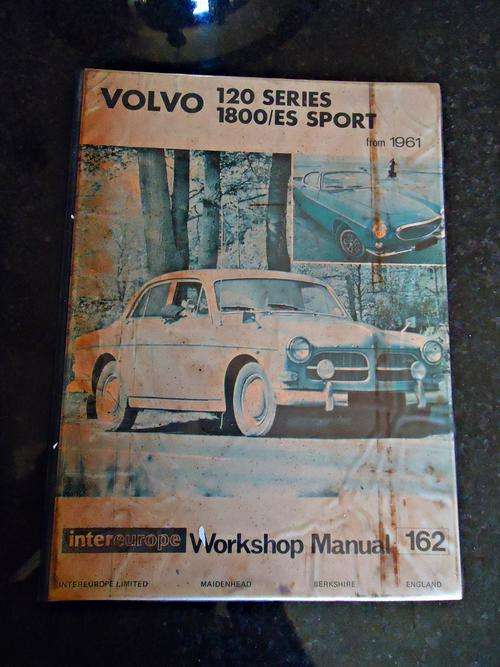 VOLVO 120 SERIES
1800/ES SPORT
from 1961
intereurope Workshop Manual 162
INTEREUROPE LIMITED MAIDENHEAD BERKSHIRE ENGLAND